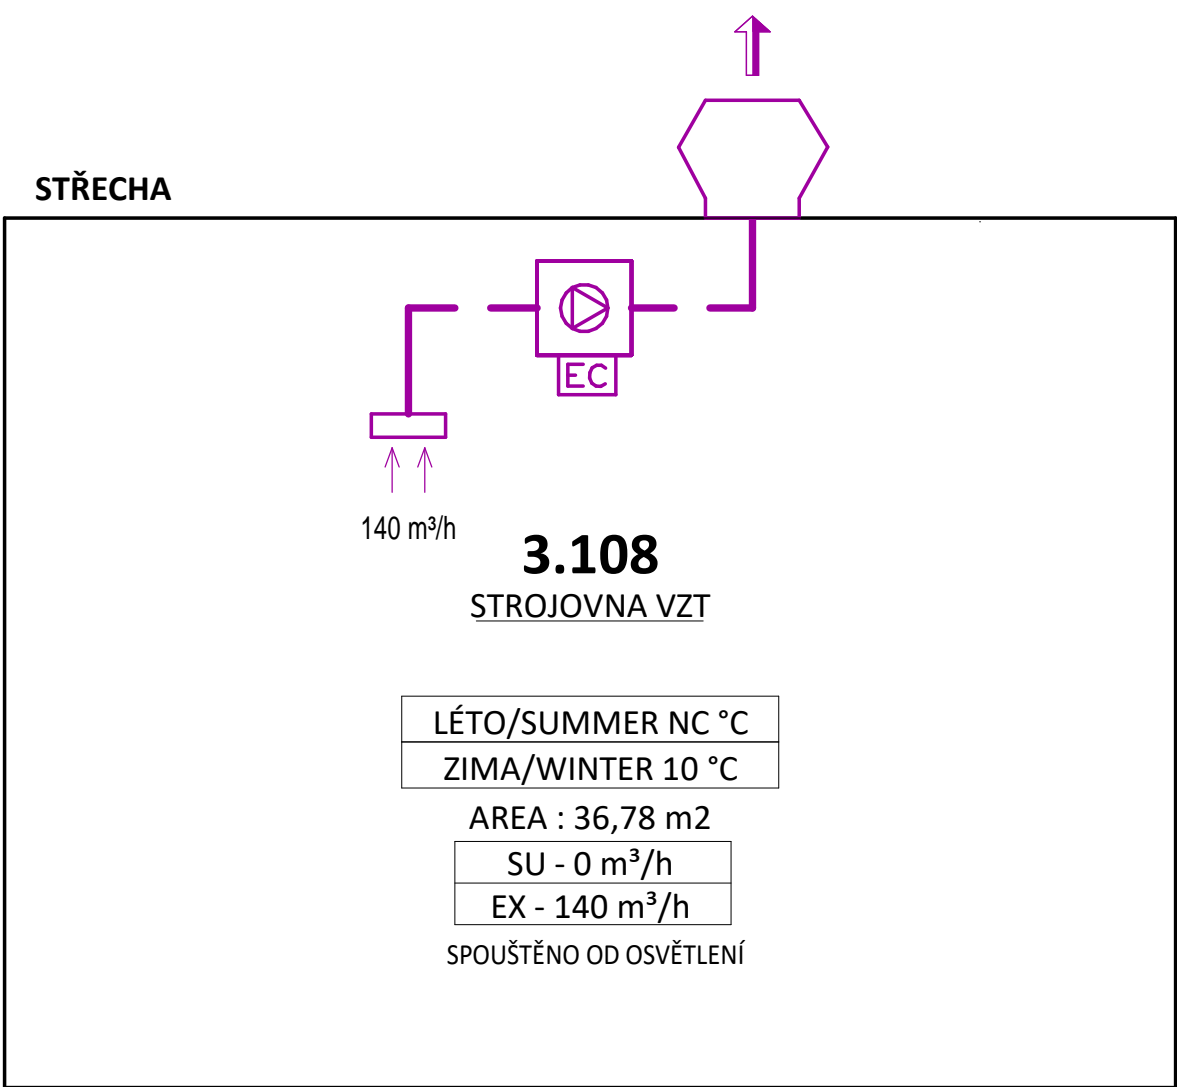 STŘECHA
EC
140 m³/h
3.108
STROJOVNA VZT
LÉTO/SUMMER NC °C
ZIMA/WINTER 10 °C
AREA : 36,78 m2
SU - 0 m³/h
EX - 140 m³/h
SPOUŠTĚNO OD OSVĚTLENÍ